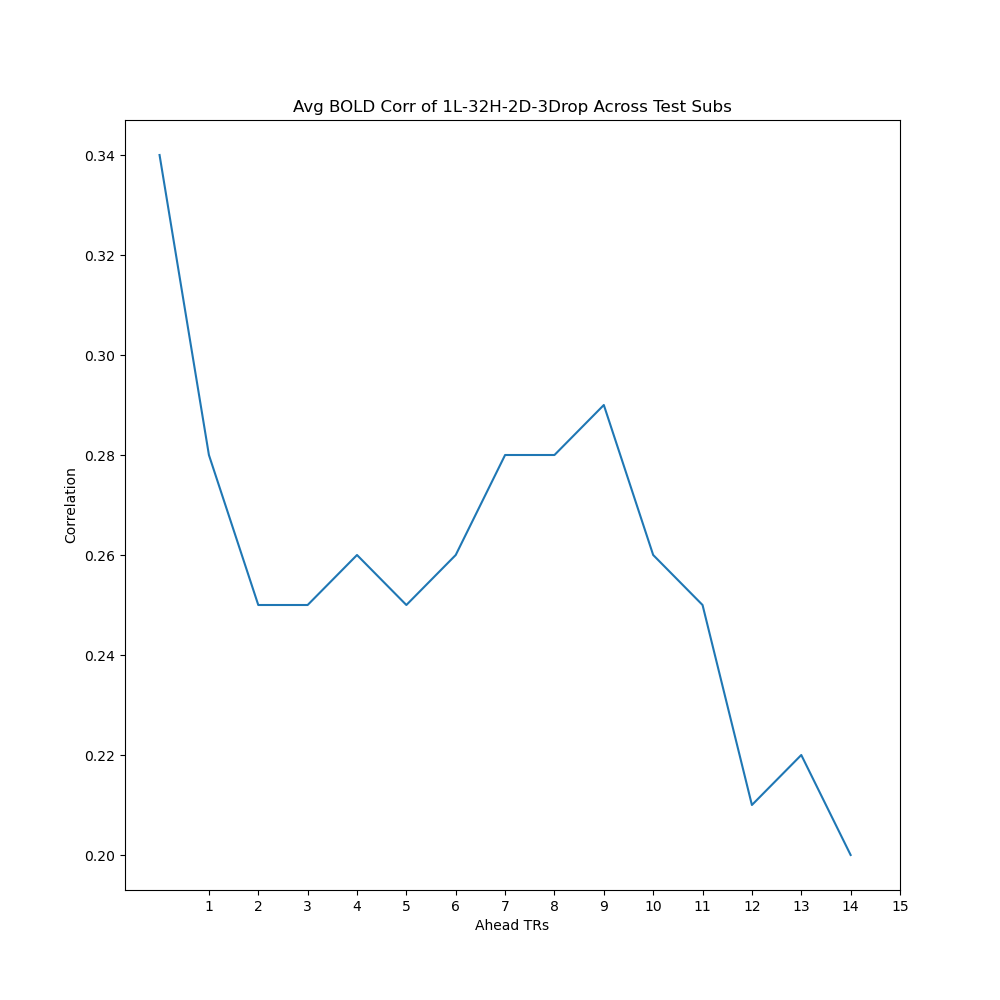 Avg BOLD Corr of 1L-32H-2D-3Drop Across Test Subs
0.34
0.32
0.30
0.28
0.26
0.24
0.22
0.20
Correlation
1 2 3 4 5 6 7 8 9 10 11 12 13 14 15
Ahead TRs